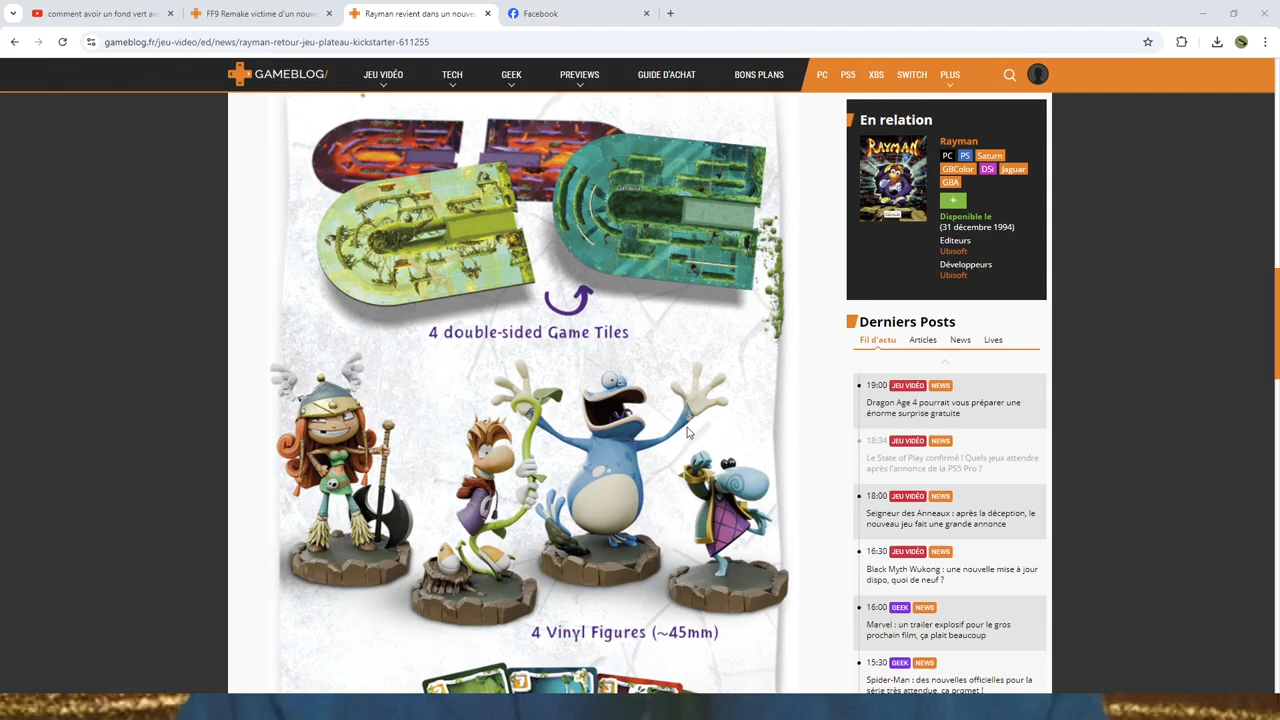 comment avoir un fond vert av
FF9 Remake victime d'un nouve
Rayman revient dans un nouve
Facebook
gameblog.fr/jeu-video/ed/news/rayman-retour-jeu-plateau-kickstarter-611255
GAMEBLOG/
JEU VIDÉO
TECH
GEEK
PREVIEWS
GUIDE D'ACHAT
BONS PLANS
PC
PS5
XBS
SWITCH
PLUS
4 double-sided Game Tiles
4 Vinyl Figures (~45mm)
En relation
RAYMAN
Rayman
PC PS Saturn
GBColor DSi Jaguar
GBA
+
Disponible le
(31 décembre 1994)
Editeurs
Ubisoft
Développeurs
Ubisoft
Derniers Posts
Fil d'actu Articles News Lives
19:00 JEU VIDÉO NEWS
Dragon Age 4 pourrait vous préparer une
énorme surprise gratuite
18:34 JEU VIDÉO NEWS
Le State of Play confirmé ! Quels jeux attendre
après l'annonce de la PS5 Pro ?
18:00 JEU VIDÉO NEWS
Seigneur des Anneaux : après la déception, le
nouveau jeu fait une grande annonce
16:30 JEU VIDÉO NEWS
Black Myth Wukong : une nouvelle mise à jour
dispo, quoi de neuf ?
16:00 GEEK NEWS
Marvel : un trailer explosif pour le gros
prochain film, ça plait beaucoup
15:30 GEEK NEWS
Spider-Man : des nouvelles officielles pour la
série très attendue, ça promet !